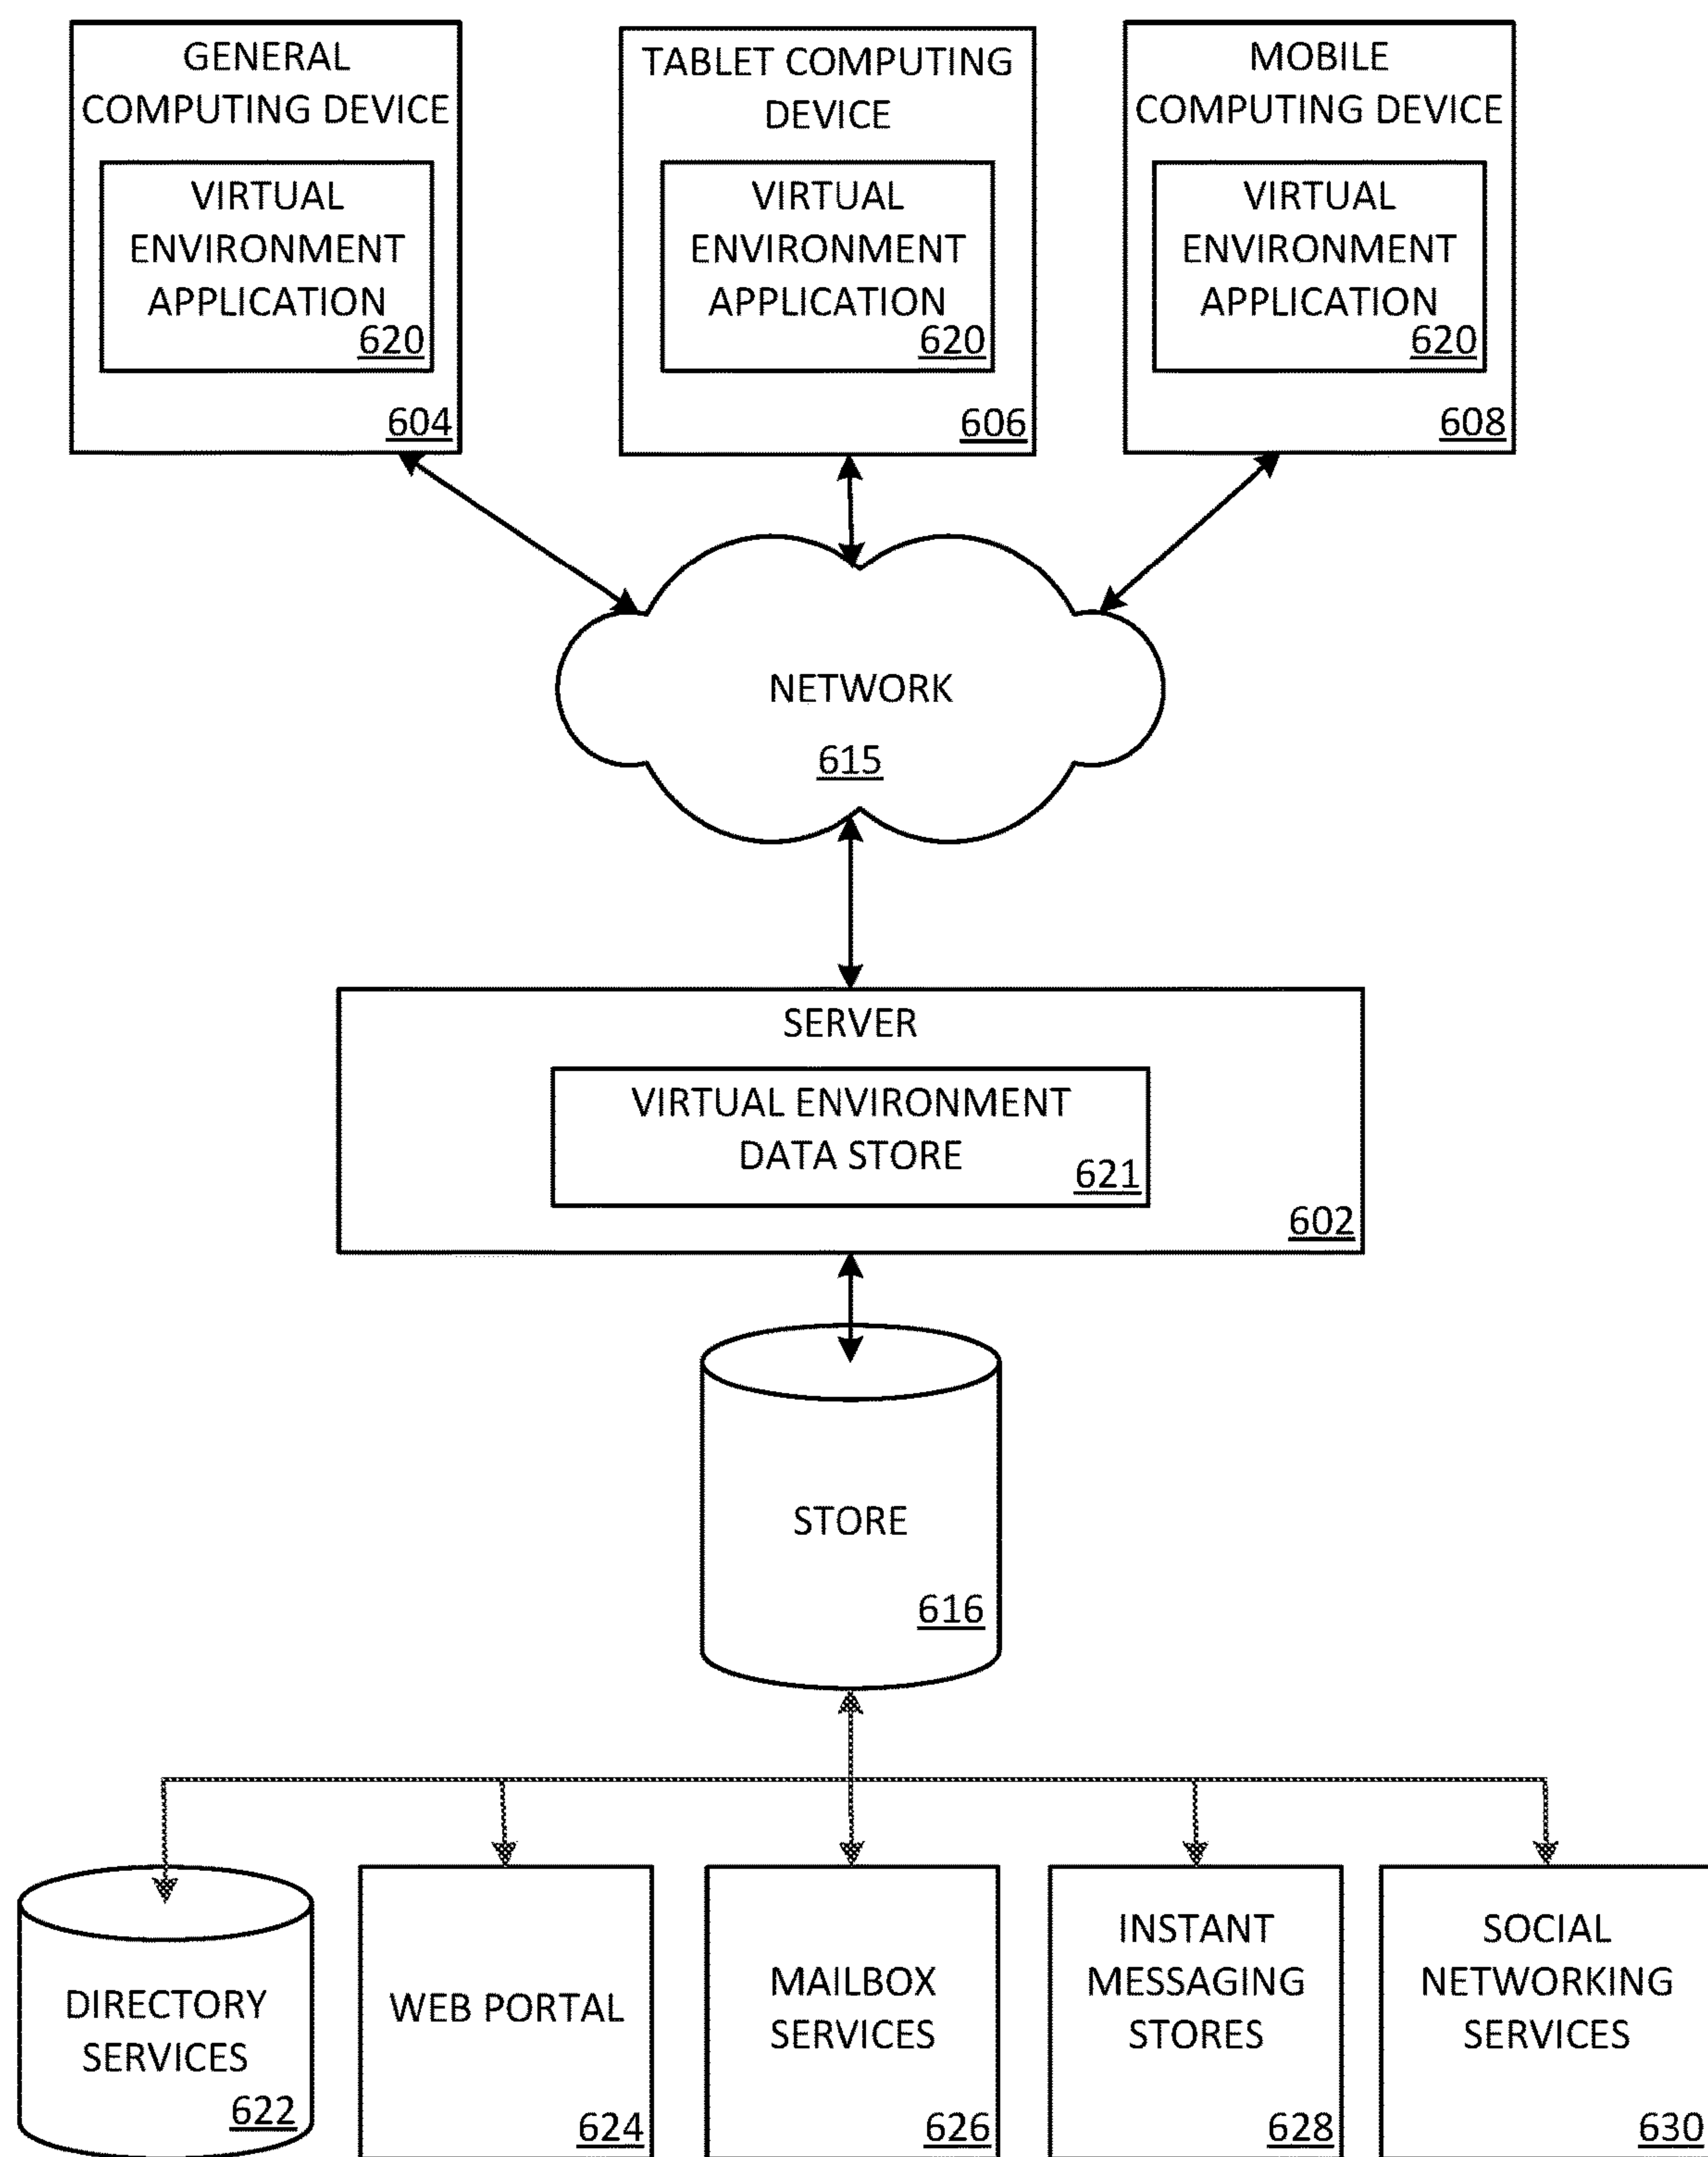 GENERAL
COMPUTING DEVICE
VIRTUAL
ENVIRONMENT
APPLICATION
620
604
TABLET COMPUTING
DEVICE
VIRTUAL
ENVIRONMENT
APPLICATION
620
606
MOBILE
COMPUTING DEVICE
VIRTUAL
ENVIRONMENT
APPLICATION
620
608
NETWORK
615
SERVER
VIRTUAL ENVIRONMENT
DATA STORE
621
602
STORE
616
DIRECTORY
SERVICES
622
WEB PORTAL
624
MAILBOX
SERVICES
626
INSTANT
MESSAGING
STORES
628
SOCIAL
NETWORKING
SERVICES
630